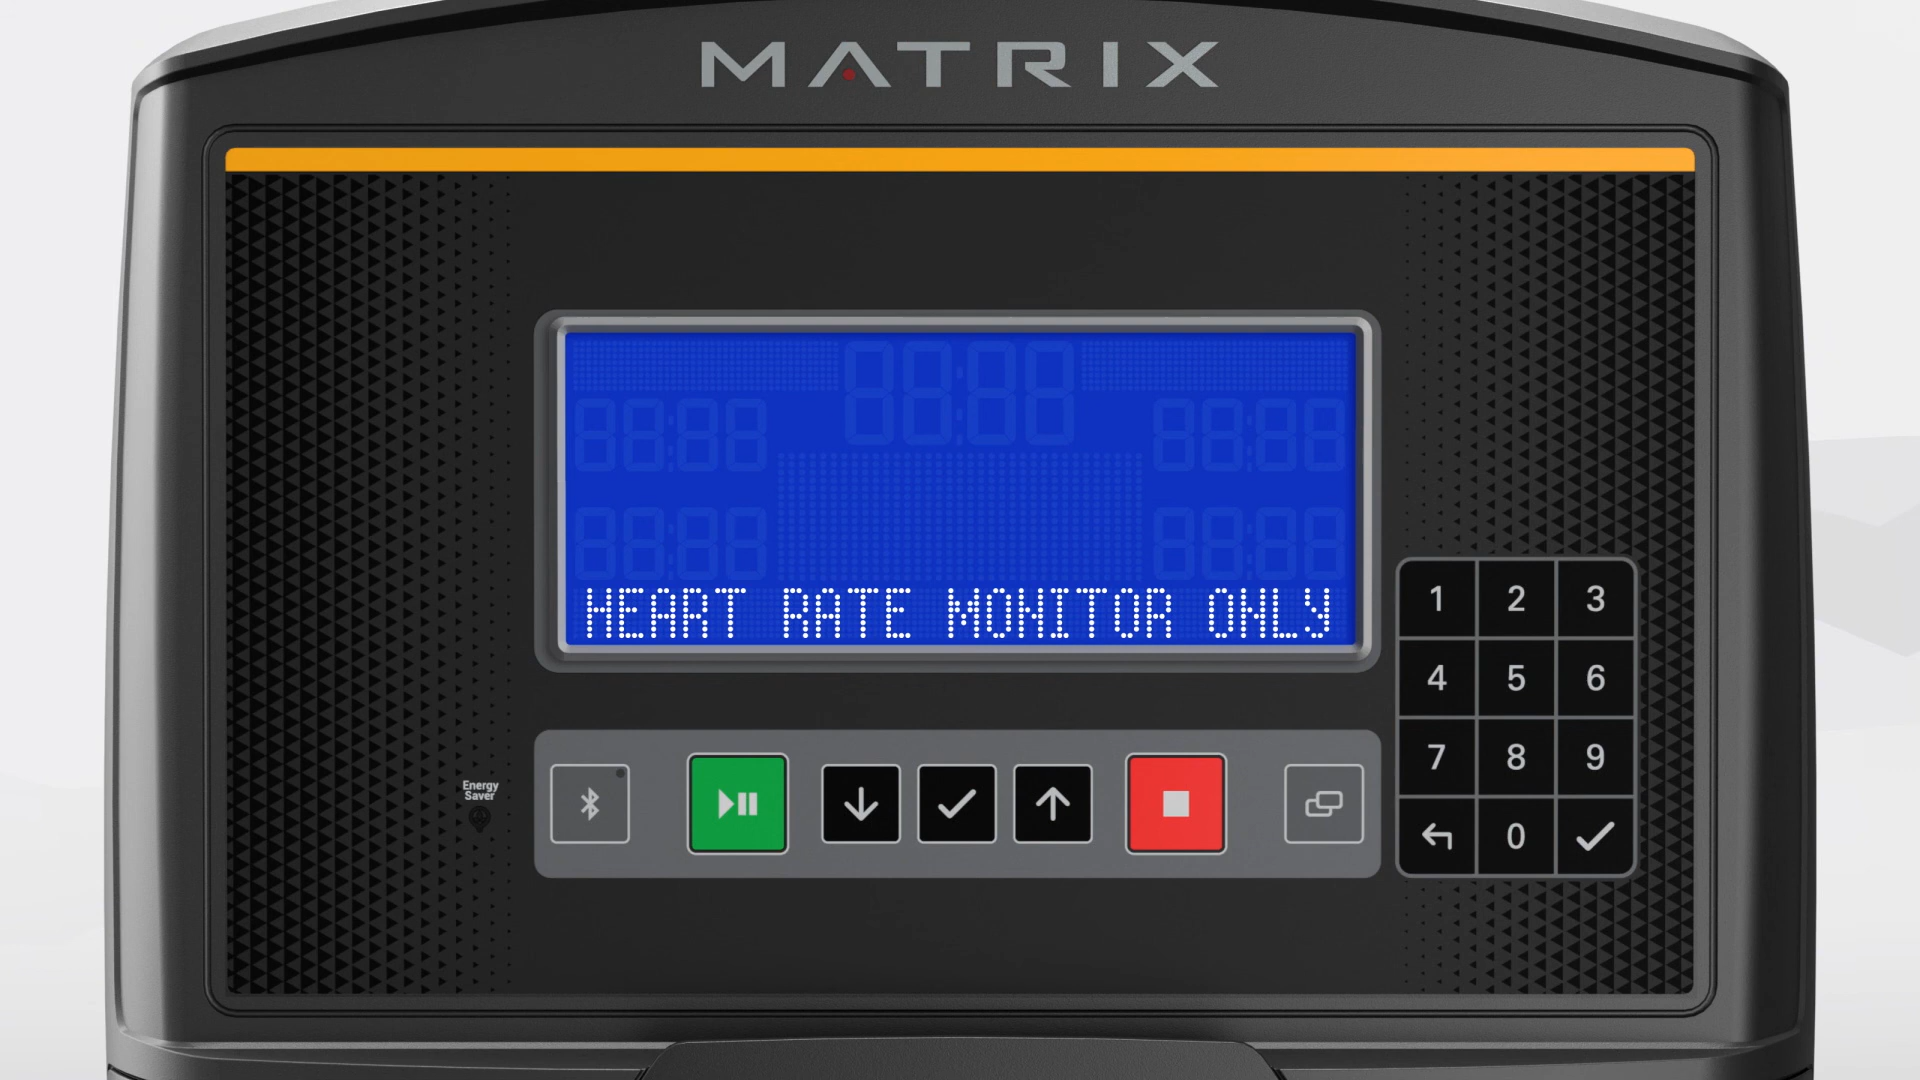 MATRIX
HEART RATE MONITOR ONLY
1 2 3
4 5 6
7 8 9
0
Energy
Saver